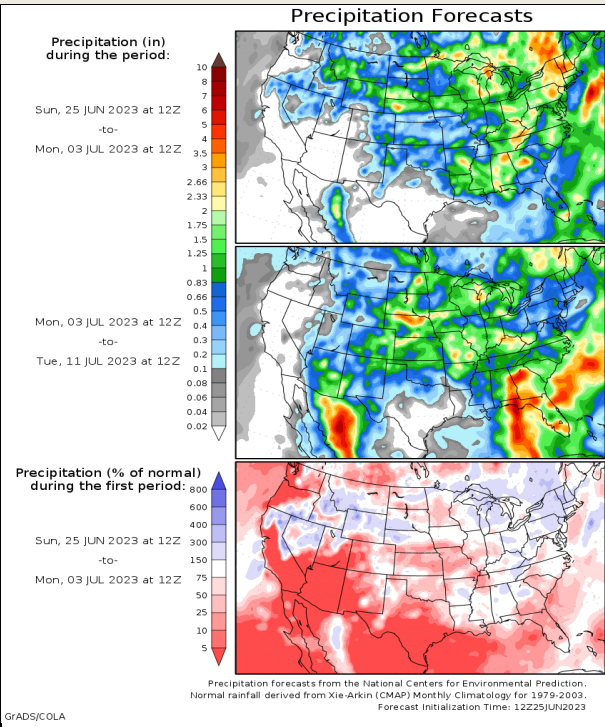 Precipitation Forecasts
Precipitation (in)
during the period:
Sun, 25 JUN 2023 at 12Z
-to-
Mon, 03 JUL 2023 at 12Z
Mon, 03 JUL 2023 at 12Z
-to-
Tue, 11 JUL 2023 at 12Z
10
8
7
6
5
4
3.5
3
2.66
2.33
2
1.75
1.5
1.25
1
0.83
0.66
0.5
0.4
0.3
0.2
0.1
0.08
0.06
0.04
0.02
Precipitation (% of normal)
during the first period:
Sun, 25 JUN 2023 at 12Z
-to-
Mon, 03 JUL 2023 at 12Z
800
600
400
300
150
75
50
25
10
5
Precipitation forecasts from the National Centers for Environmental Prediction.
Normal rainfall derived from Xie-Arkin (CMAP) Monthly Climatology for 1979-2003.
Forecast Initialization Time: 12Z25JUN2023
GrADS/COLA